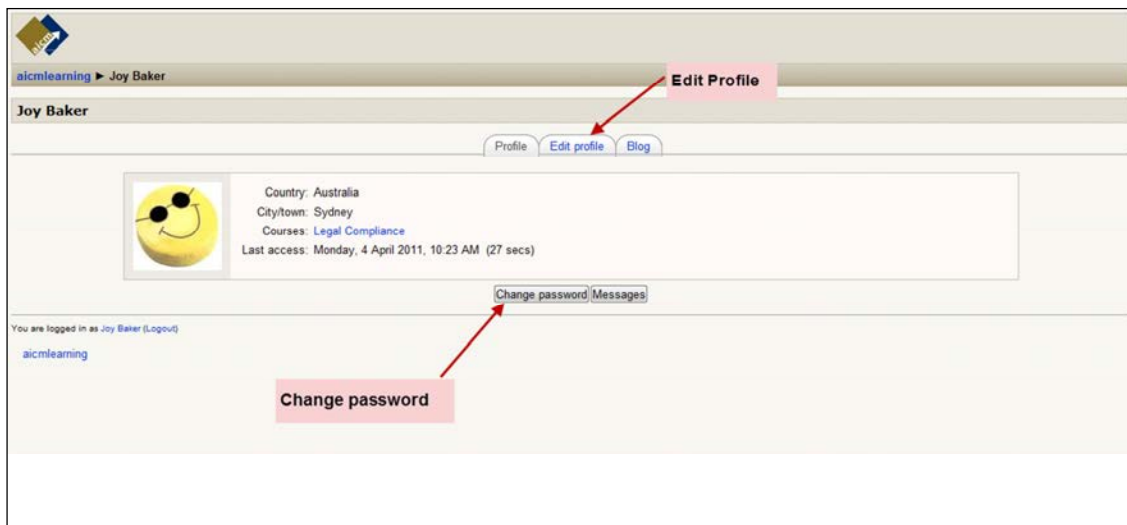 aicm
aicmlearning ► Joy Baker
Edit Profile
Joy Baker
Profile Edit profile Blog
Country: Australia
City/town: Sydney
Courses: Legal Compliance
Last access: Monday, 4 April 2011, 10:23 AM (27 secs)
Change password Messages
You are logged in as Joy Baker (Logout)
aicmlearning
Change password